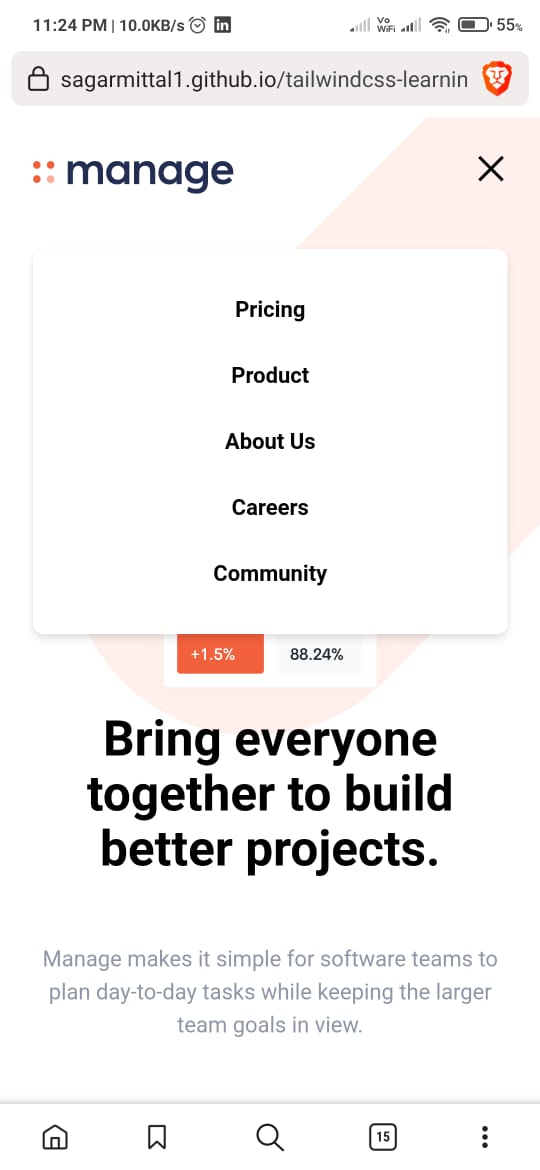 11:24 PM | 10.0KB/s in Vo WiFi 55%
sagarmittal1.github.io/tailwindcss-learnin
manage
Pricing
Product
About Us
Careers
Community
+1.5% 88.24%
Bring everyone
together to build
better projects.
Manage makes it simple for software teams to
plan day-to-day tasks while keeping the larger
team goals in view.
15